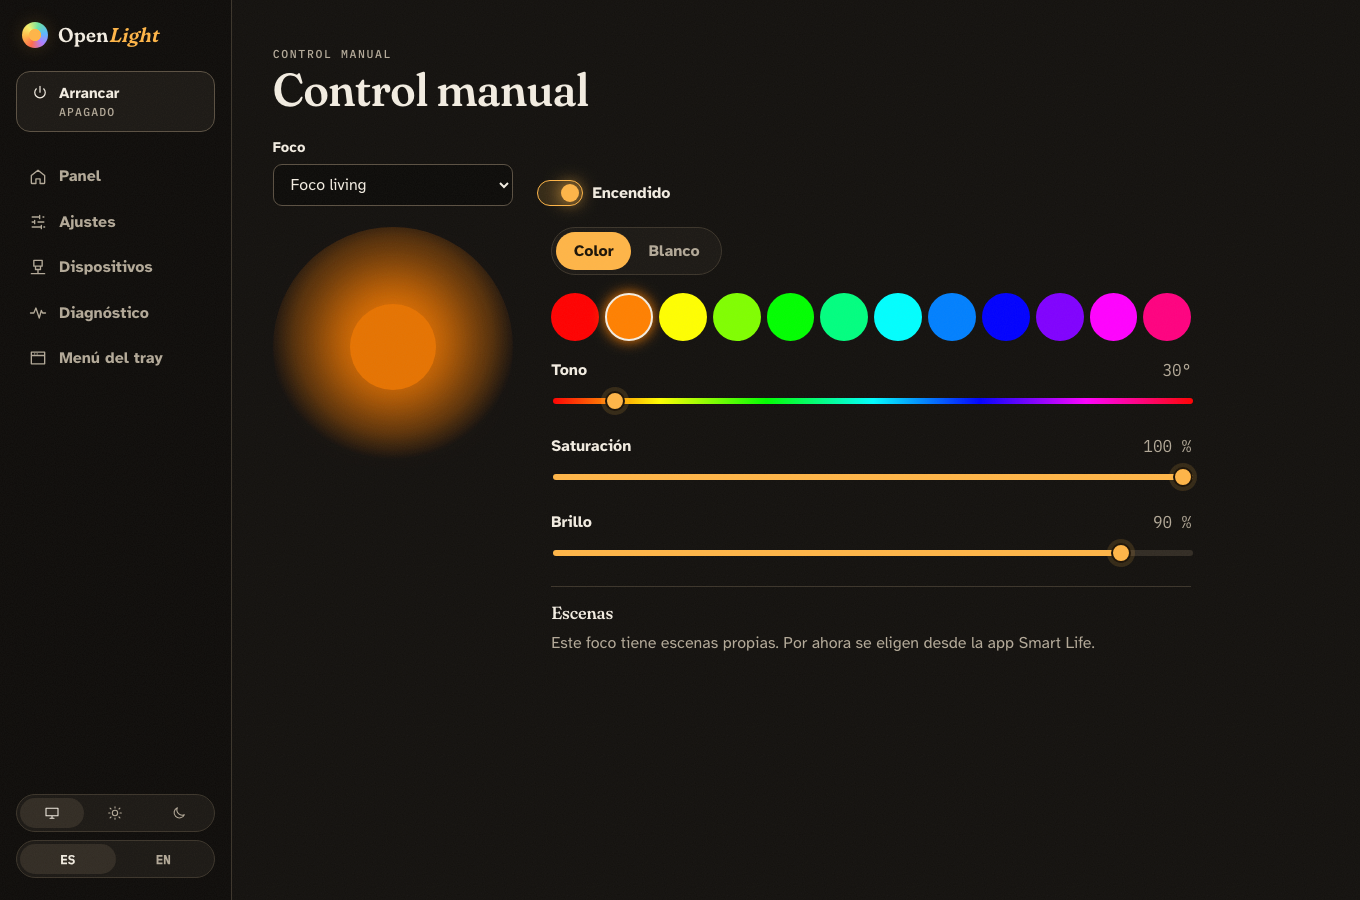 OpenLight
Arrancar
APAGADO
Panel
Ajustes
Dispositivos
Diagnóstico
Menú del tray
ES EN
CONTROL MANUAL
Control manual
Foco
Foco living
Encendido
Color Blanco
Tono 30°
Saturación 100 %
Brillo 90 %
Escenas
Este foco tiene escenas propias. Por ahora se eligen desde la app Smart Life.